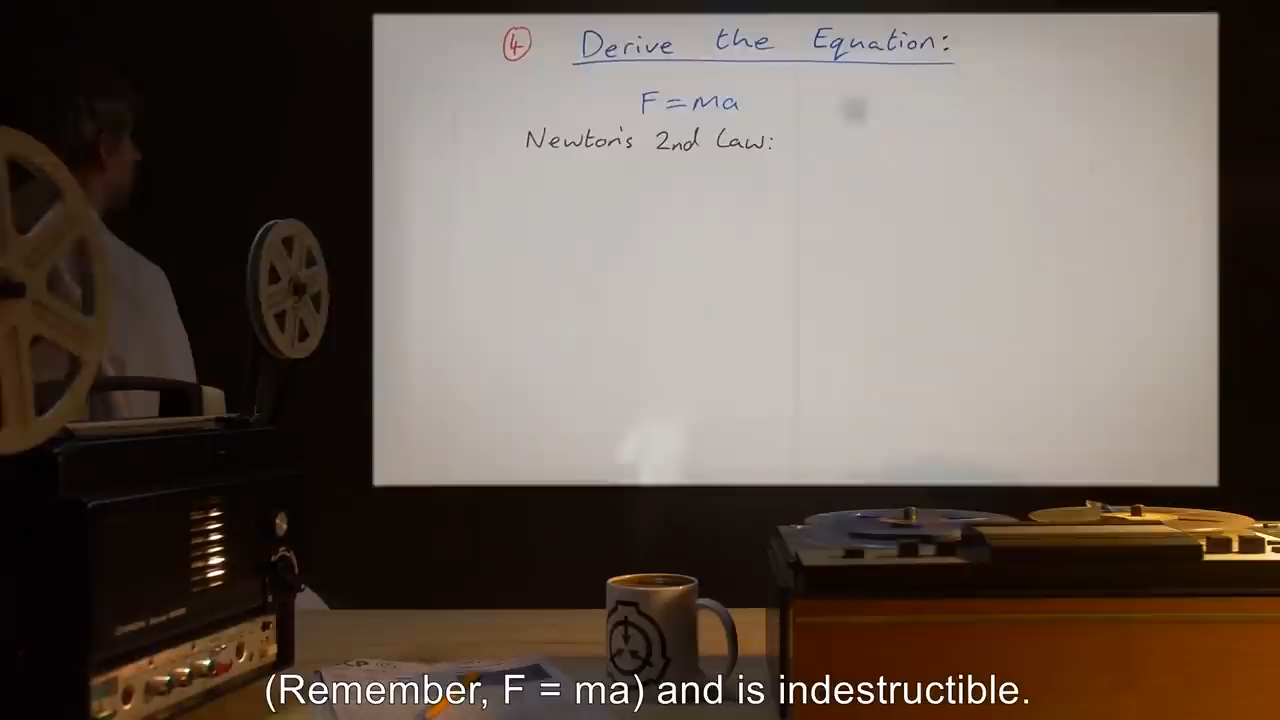 ④ Derive the Equation:
F = ma
Newton's 2nd Law:
(Remember, F = ma) and is indestructible.